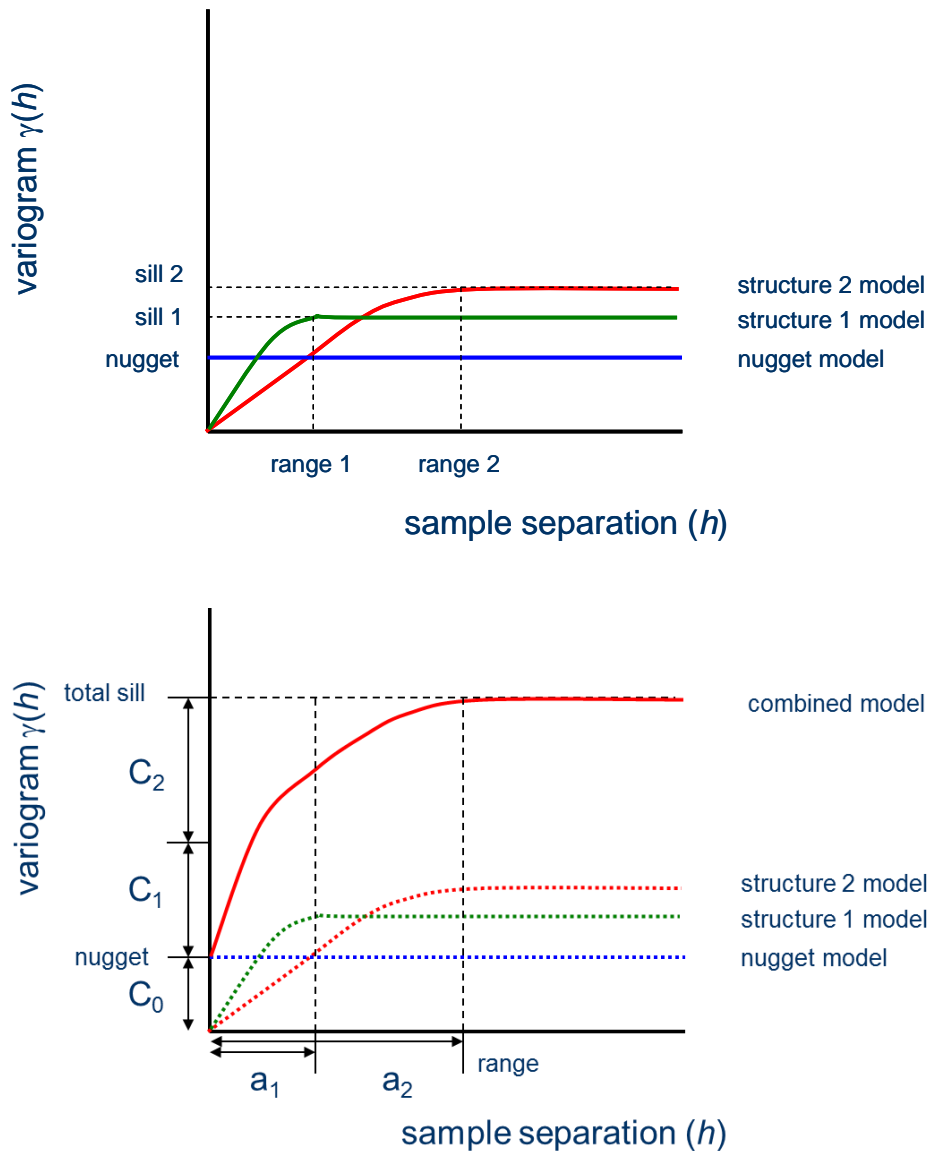 variogram γ(h)
sill 2
sill 1
nugget
structure 2 model
structure 1 model
nugget model
range 1
range 2
sample separation (h)
variogram γ(h)
total sill
combined model
C₂
C₁
structure 2 model
structure 1 model
nugget
nugget model
C₀
range
a₁
a₂
sample separation (h)